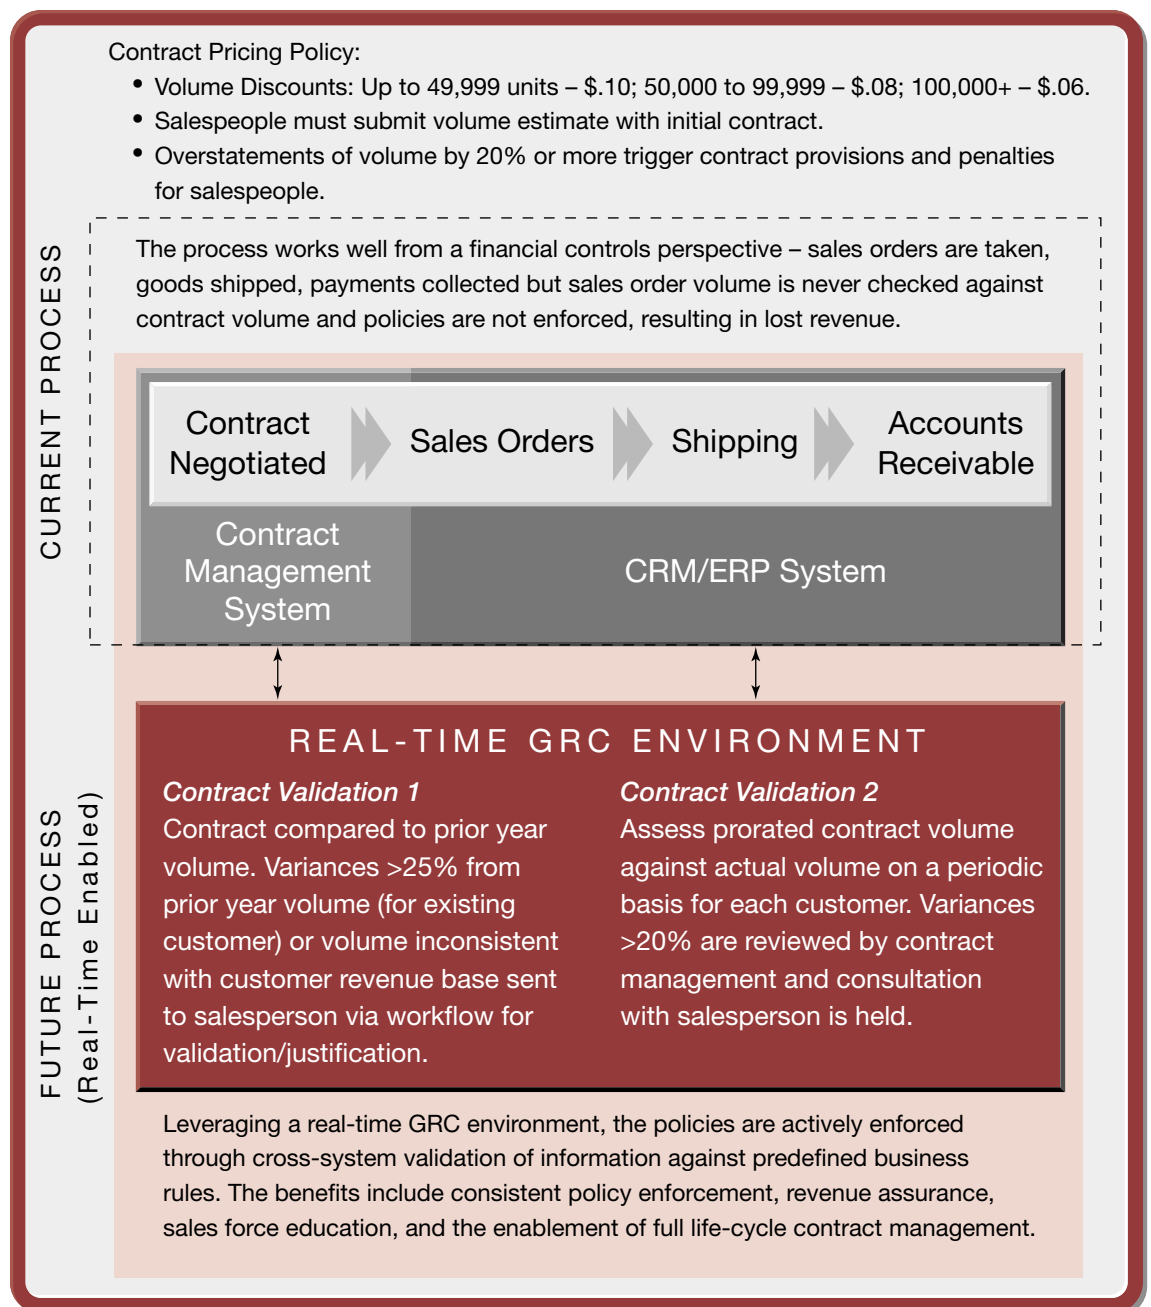 Contract Pricing Policy:
• Volume Discounts: Up to 49,999 units – $.10; 50,000 to 99,999 – $.08; 100,000+ – $.06.
• Salespeople must submit volume estimate with initial contract.
• Overstatements of volume by 20% or more trigger contract provisions and penalties
for salespeople.
CURRENT PROCESS
The process works well from a financial controls perspective – sales orders are taken,
goods shipped, payments collected but sales order volume is never checked against
contract volume and policies are not enforced, resulting in lost revenue.
Contract
Negotiated
Sales Orders
Shipping
Accounts
Receivable
Contract
Management
System
CRM/ERP System
FUTURE PROCESS
(Real-Time Enabled)
REAL-TIME GRC ENVIRONMENT
Contract Validation 1
Contract compared to prior year
volume. Variances >25% from
prior year volume (for existing
customer) or volume inconsistent
with customer revenue base sent
to salesperson via workflow for
validation/justification.
Contract Validation 2
Assess prorated contract volume
against actual volume on a periodic
basis for each customer. Variances
>20% are reviewed by contract
management and consultation
with salesperson is held.
Leveraging a real-time GRC environment, the policies are actively enforced
through cross-system validation of information against predefined business
rules. The benefits include consistent policy enforcement, revenue assurance,
sales force education, and the enablement of full life-cycle contract management.